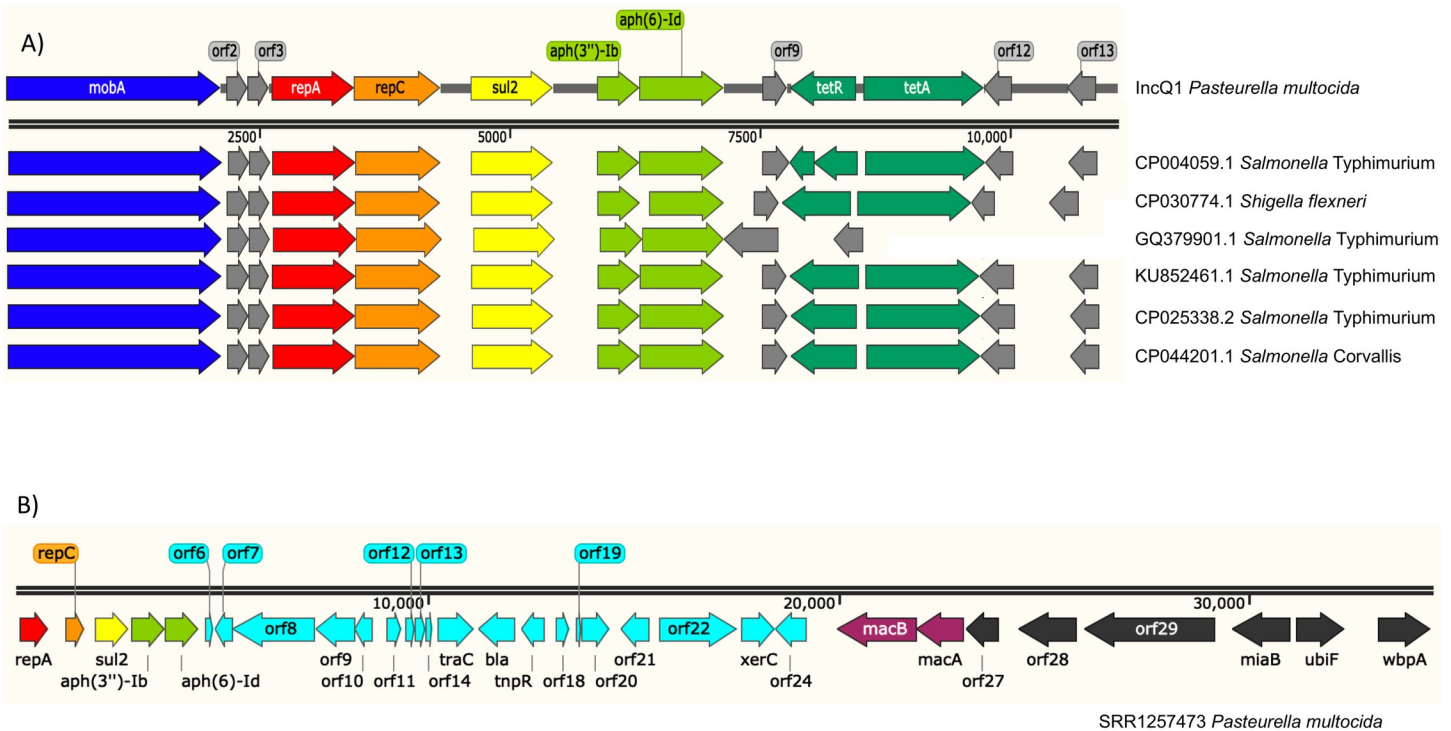 A)
aph(6)-Id
orf2 orf3 aph(3")-Ib orf9 orf12 orf13
mobA repA repC sul2 tetR tetA IncQ1 Pasteurella multocida
2500 5000 7500 10,000
CP004059.1 Salmonella Typhimurium
CP030774.1 Shigella flexneri
GQ379901.1 Salmonella Typhimurium
KU852461.1 Salmonella Typhimurium
CP025338.2 Salmonella Typhimurium
CP044201.1 Salmonella Corvallis
B)
repC orf6 orf7 orf12 orf13 orf19
10,000 20,000 30,000
orf8 orf22 macB orf29
repA sul2 orf9 traC bla orf21 xerC macA orf28 miaB ubiF wbpA
aph(3")-Ib aph(6)-Id orf10 orf11 orf14 tnpR orf18 orf20 orf24 orf27
SRR1257473 Pasteurella multocida